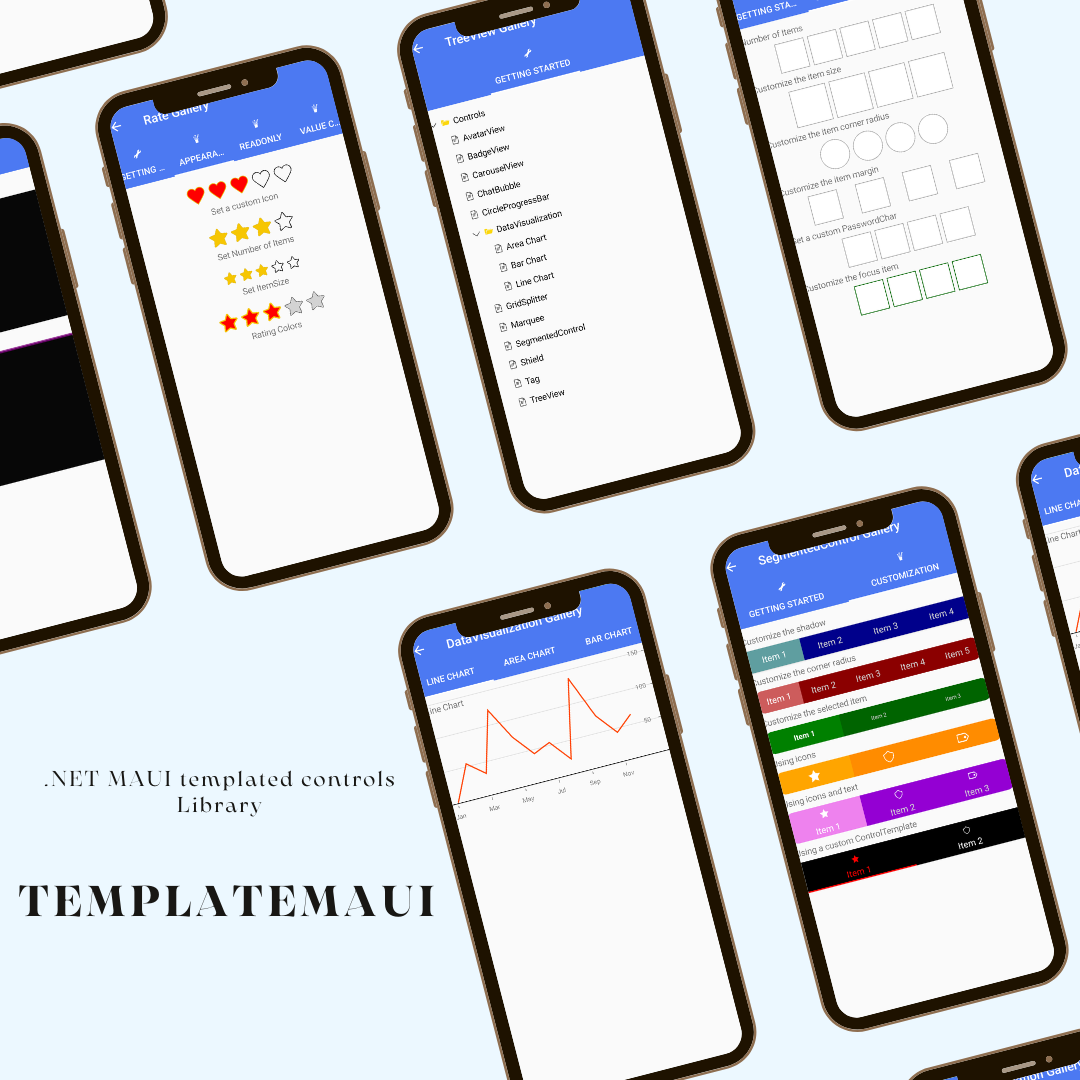 Rate Gallery
GETTING ...
APPEARA...
READONLY
VALUE C...
Set a custom Icon
Set Number of Items
Set ItemSize
Rating Colors
TreeView Gallery
GETTING STARTED
Controls
AvatarView
BadgeView
CarouselView
ChatBubble
CircleProgressBar
DataVisualization
Area Chart
Bar Chart
Line Chart
GridSplitter
Marquee
SegmentedControl
Shield
Tag
TreeView
GETTING STA...
Number of Items
Customize the item size
Customize the item corner radius
Customize the item margin
Set a custom PasswordChar
Customize the focus item
DataVisualization Gallery
LINE CHART
AREA CHART
BAR CHART
ine Chart
150
100
50
Jan
Mar
May
Jul
Sep
Nov
SegmentedControl Gallery
GETTING STARTED
CUSTOMIZATION
Customize the shadow
Item 1 Item 2 Item 3 Item 4
Customize the corner radius
Item 1 Item 2 Item 3 Item 4 Item 5
Customize the selected item
Item 1 Item 2 Item 3
Using icons
Using icons and text
Item 1 Item 2 Item 3
Using a custom ControlTemplate
Item 1 Item 2
Da
LINE CHA
ine Chart
.NET MAUI templated controls
Library
TEMPLATEMAUI